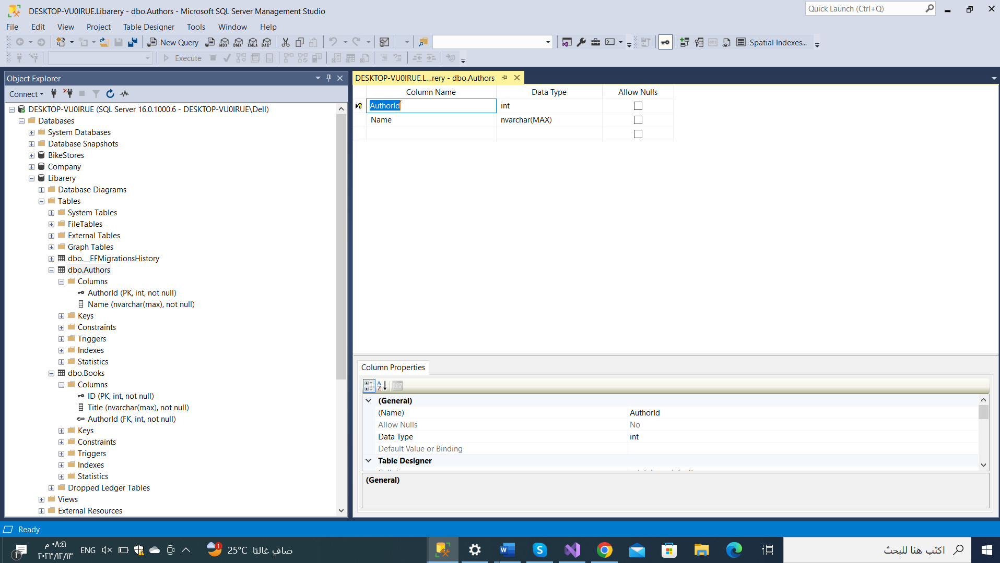 DESKTOP-VU0IRUE.Libarery - dbo.Authors - Microsoft SQL Server Management Studio
Quick Launch (Ctrl+Q)
File Edit View Project Table Designer Tools Window Help
New Query MDX DMX XMLA DAX
Spatial Indexes...
Execute
Object Explorer
Connect
DESKTOP-VU0IRUE (SQL Server 16.0.1000.6 - DESKTOP-VU0IRUE\Dell)
Databases
System Databases
Database Snapshots
BikeStores
Company
Libarery
Database Diagrams
Tables
System Tables
FileTables
External Tables
Graph Tables
dbo.__EFMigrationsHistory
dbo.Authors
Columns
AuthorId (PK, int, not null)
Name (nvarchar(max), not null)
Keys
Constraints
Triggers
Indexes
Statistics
dbo.Books
Columns
ID (PK, int, not null)
Title (nvarchar(max), not null)
AuthorId (FK, int, not null)
Keys
Constraints
Triggers
Indexes
Statistics
Dropped Ledger Tables
Views
External Resources
DESKTOP-VU0IRUE.L...rery - dbo.Authors
Column Name Data Type Allow Nulls
AuthorId int
Name nvarchar(MAX)
Column Properties
(General)
(Name) AuthorId
Allow Nulls No
Data Type int
Default Value or Binding
Table Designer
(General)
Ready
٠٨:٤١ م
٢٠٢٣/١٢/١٣
ENG
1
25°C صافٍ غالبًا
اكتب هنا للبحث